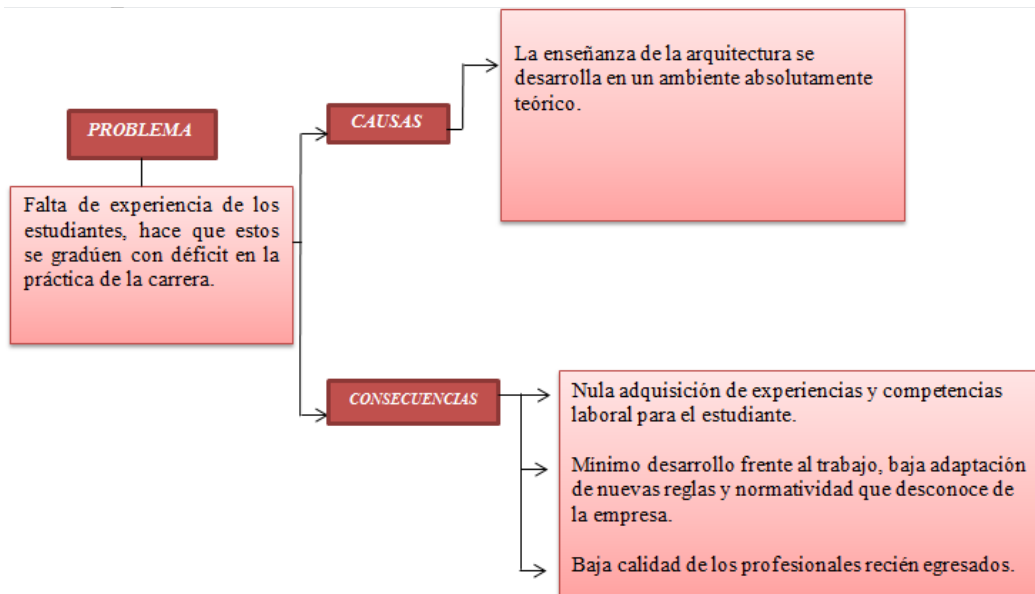 PROBLEMA
Falta de experiencia de los
estudiantes, hace que estos
se gradúen con déficit en la
práctica de la carrera.
CAUSAS
La enseñanza de la arquitectura se
desarrolla en un ambiente absolutamente
teórico.
CONSECUENCIAS
Nula adquisición de experiencias y competencias
laboral para el estudiante.
Mínimo desarrollo frente al trabajo, baja adaptación
de nuevas reglas y normatividad que desconoce de
la empresa.
Baja calidad de los profesionales recién egresados.